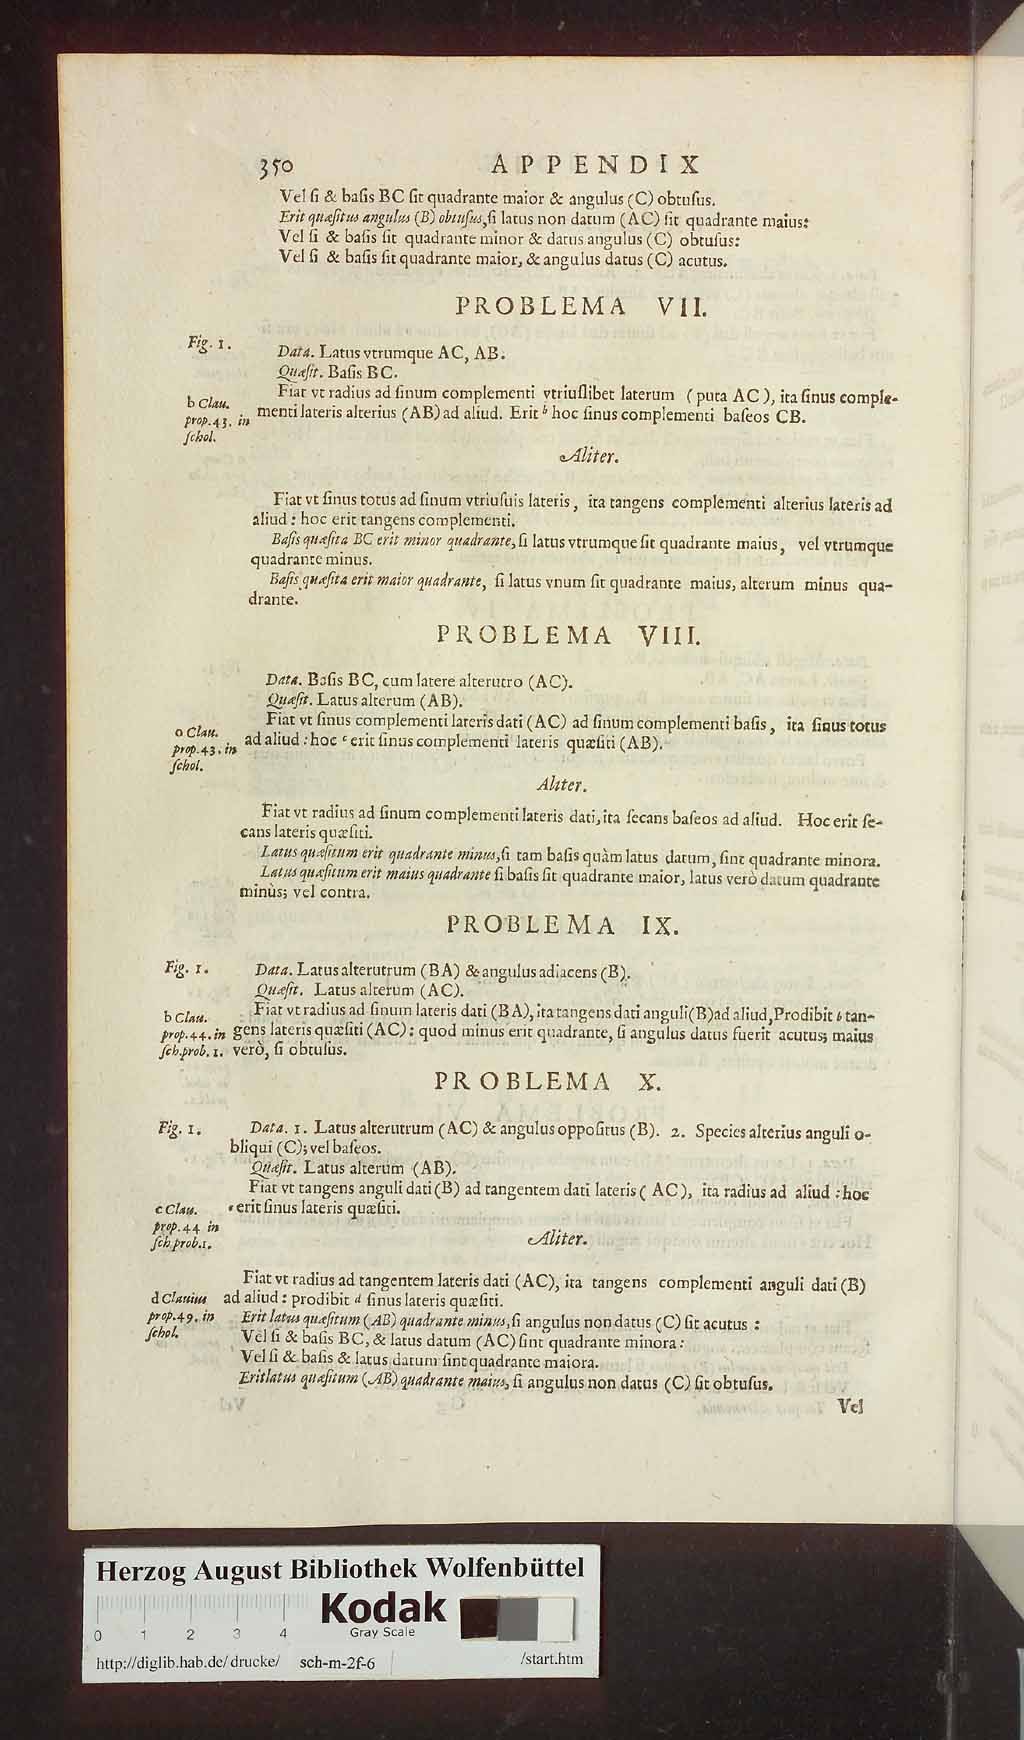 350 APPENDIX
Vel ſi & baſis BC ſit quadrante maior & angulus (C) obtuſus.
Erit quæſitus angulus (B) obtuſus, ſi latus non datum (AC) ſit quadrante maius:
Vel ſi & baſis ſit quadrante minor & datus angulus (C) obtuſus:
Vel ſi & baſis ſit quadrante maior, & angulus datus (C) acutus.
PROBLEMA VII.
Fig. 1.
Data. Latus vtrumque AC, AB.
Quæſit. Baſis BC.
Fiat vt radius ad ſinum complementi vtriuſlibet laterum (puta AC), ita ſinus comple-
menti lateris alterius (AB) ad aliud. Erit b hoc ſinus complementi baſeos CB.
b Clau.
prop. 43. in
ſchol.
Aliter.
Fiat vt ſinus totus ad ſinum vtriuſuis lateris, ita tangens complementi alterius lateris ad
aliud: hoc erit tangens complementi.
Baſis quæſita BC erit minor quadrante, ſi latus vtrumque ſit quadrante maius, vel vtrumque
quadrante minus.
Baſis quæſita erit maior quadrante, ſi latus vnum ſit quadrante maius, alterum minus qua-
drante.
PROBLEMA VIII.
Data. Baſis BC, cum latere alterutro (AC).
Quæſit. Latus alterum (AB).
Fiat vt ſinus complementi lateris dati (AC) ad ſinum complementi baſis, ita ſinus totus
ad aliud: hoc c erit ſinus complementi lateris quæſiti (AB).
o Clau.
prop. 43. in
ſchol.
Aliter.
Fiat vt radius ad ſinum complementi lateris dati, ita ſecans baſeos ad aliud. Hoc erit ſe-
cans lateris quæſiti.
Latus quæſitum erit quadrante minus, ſi tam baſis quàm latus datum, ſint quadrante minora.
Latus quæſitum erit maius quadrante ſi baſis ſit quadrante maior, latus verò datum quadrante
minùs; vel contra.
PROBLEMA IX.
Fig. 1.
Data. Latus alterutrum (BA) & angulus adiacens (B).
Quæſit. Latus alterum (AC).
Fiat vt radius ad ſinum lateris dati (BA), ita tangens dati anguli (B) ad aliud, Prodibit b tan-
gens lateris quæſiti (AC): quod minus erit quadrante, ſi angulus datus fuerit acutus; maius
verò, ſi obtuſus.
b Clau.
prop. 44. in
ſch. prob. 1.
PROBLEMA X.
Fig. 1.
Data. 1. Latus alterutrum (AC) & angulus oppoſitus (B). 2. Species alterius anguli o-
bliqui (C); vel baſeos.
Quæſit. Latus alterum (AB).
Fiat vt tangens anguli dati (B) ad tangentem dati lateris (AC), ita radius ad aliud: hoc
c erit ſinus lateris quæſiti.
c Clau.
prop. 44 in
ſch. prob. 1.
Aliter.
Fiat vt radius ad tangentem lateris dati (AC), ita tangens complementi anguli dati (B)
ad aliud: prodibit d ſinus lateris quæſiti.
d Clauius
prop. 49. in
ſchol.
Erit latus quæſitum (AB) quadrante minus, ſi angulus non datus (C) ſit acutus:
Vel ſi & baſis BC, & latus datum (AC) ſint quadrante minora:
Vel ſi & baſis & latus datum ſint quadrante maiora.
Erit latus quæſitum (AB) quadrante maius, ſi angulus non datus (C) ſit obtuſus.
Vel
Herzog August Bibliothek Wolfenbüttel
Kodak
Gray Scale
0 1 2 3 4
http://diglib.hab.de/drucke/ sch-m-2f-6 /start.htm